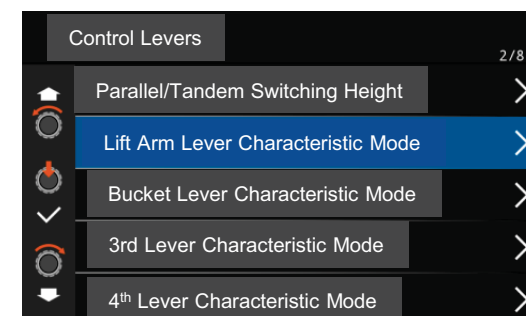 Control Levers
2/8
Parallel/Tandem Switching Height
Lift Arm Lever Characteristic Mode
Bucket Lever Characteristic Mode
3rd Lever Characteristic Mode
4th Lever Characteristic Mode